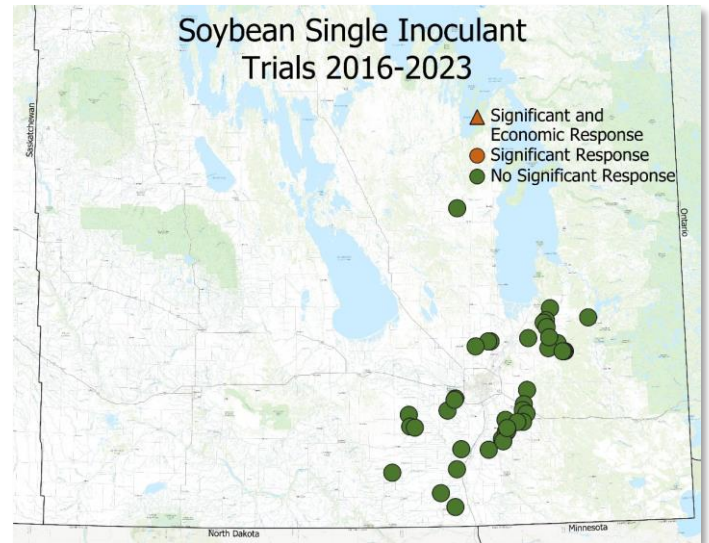 Soybean Single Inoculant
Trials 2016-2023
Significant and
Economic Response
Significant Response
No Significant Response
Saskatchewan
Ontario
North Dakota
Minnesota